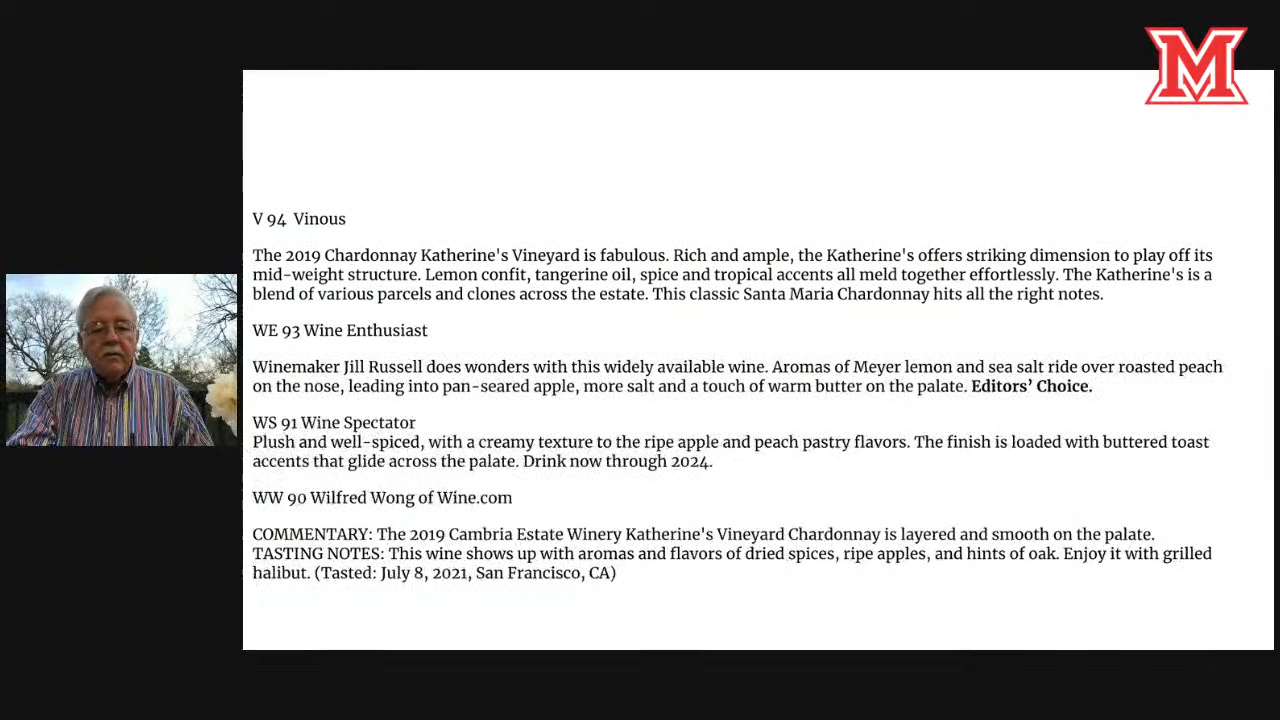 M
V 94 Vinous
The 2019 Chardonnay Katherine's Vineyard is fabulous. Rich and ample, the Katherine's offers striking dimension to play off its
mid-weight structure. Lemon confit, tangerine oil, spice and tropical accents all meld together effortlessly. The Katherine's is a
blend of various parcels and clones across the estate. This classic Santa Maria Chardonnay hits all the right notes.
WE 93 Wine Enthusiast
Winemaker Jill Russell does wonders with this widely available wine. Aromas of Meyer lemon and sea salt ride over roasted peach
on the nose, leading into pan-seared apple, more salt and a touch of warm butter on the palate. Editors’ Choice.
WS 91 Wine Spectator
Plush and well-spiced, with a creamy texture to the ripe apple and peach pastry flavors. The finish is loaded with buttered toast
accents that glide across the palate. Drink now through 2024.
WW 90 Wilfred Wong of Wine.com
COMMENTARY: The 2019 Cambria Estate Winery Katherine's Vineyard Chardonnay is layered and smooth on the palate.
TASTING NOTES: This wine shows up with aromas and flavors of dried spices, ripe apples, and hints of oak. Enjoy it with grilled
halibut. (Tasted: July 8, 2021, San Francisco, CA)